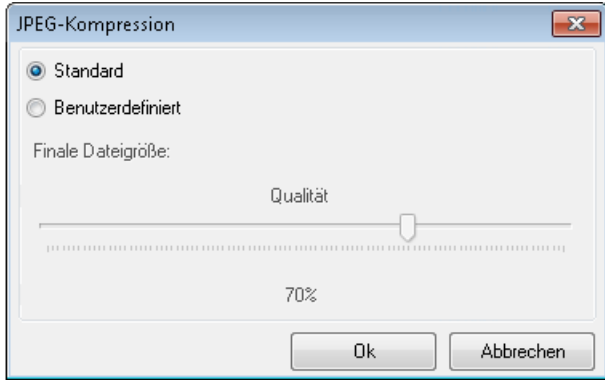 JPEG-Kompression
Standard
Benutzerdefiniert
Finale Dateigröße:
Qualität
70%
Ok Abbrechen